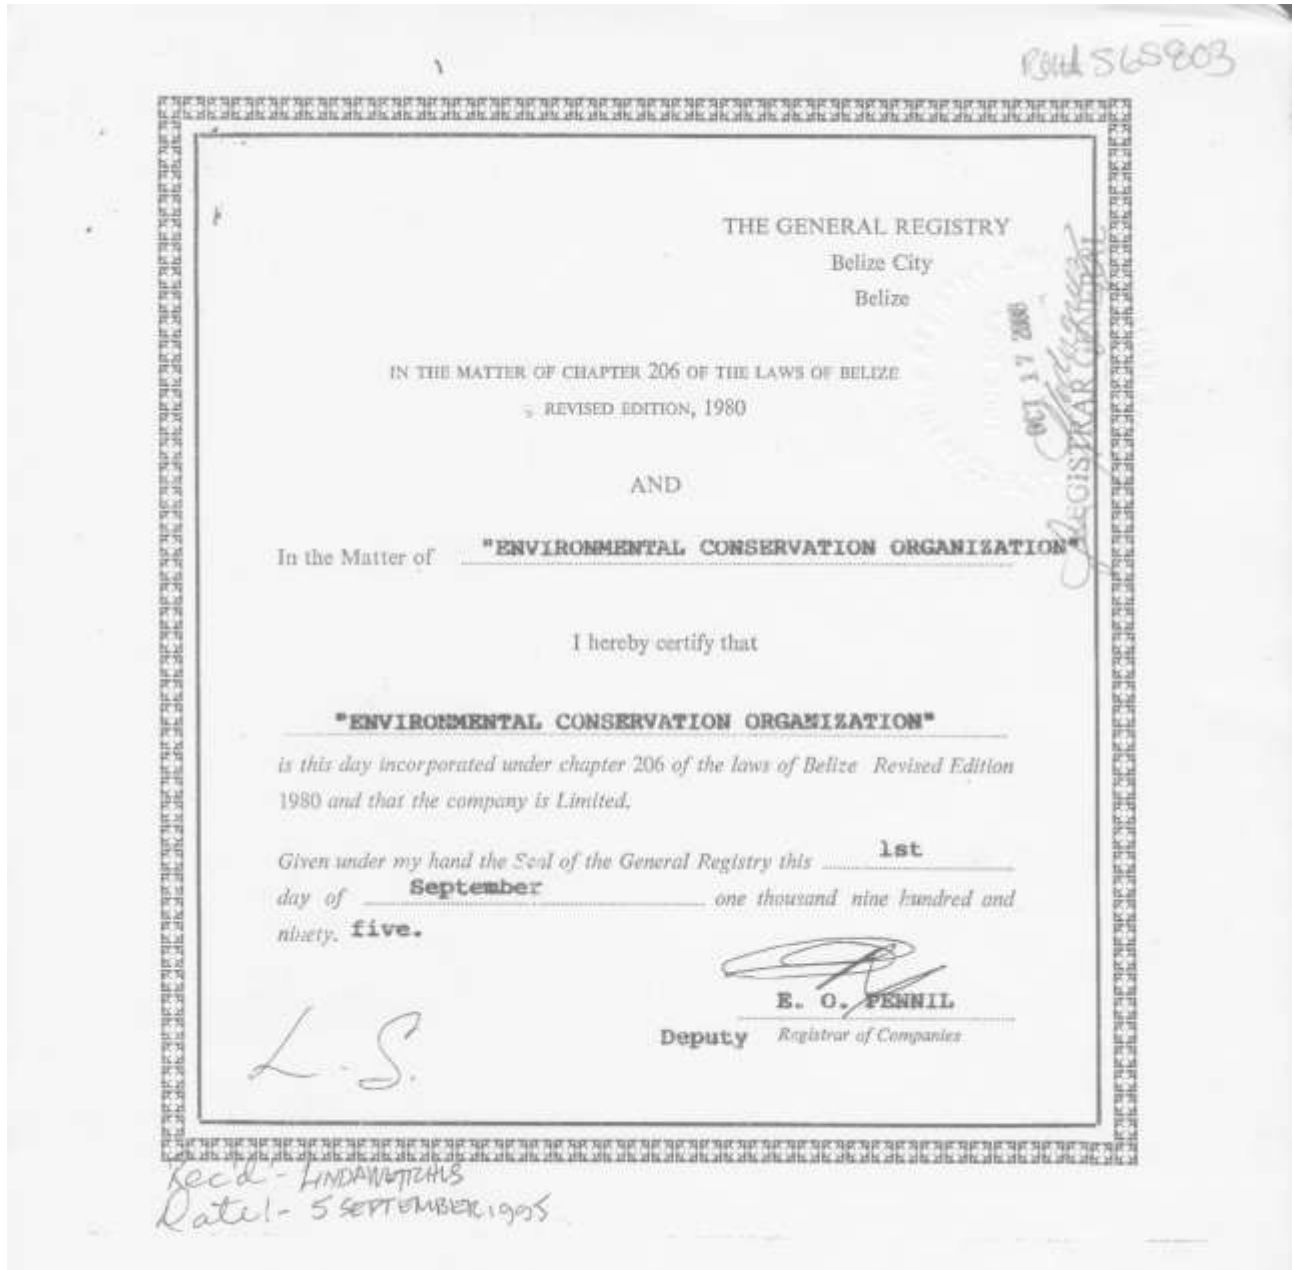 565803
THE GENERAL REGISTRY
Belize City
Belize
OCT 17
REGISTRAR GENERAL
IN THE MATTER OF CHAPTER 206 OF THE LAWS OF BELIZE
REVISED EDITION, 1980
AND
In the Matter of "ENVIRONMENTAL CONSERVATION ORGANIZATION"
I hereby certify that
"ENVIRONMENTAL CONSERVATION ORGANIZATION"
is this day incorporated under chapter 206 of the laws of Belize Revised Edition
1980 and that the company is Limited.
Given under my hand the Seal of the General Registry this 1st
day of September one thousand nine hundred and
ninety. five.
E. O. PENNIL
Deputy Registrar of Companies
L. S.
Rec'd -
Date:- 5 SEPTEMBER, 1995